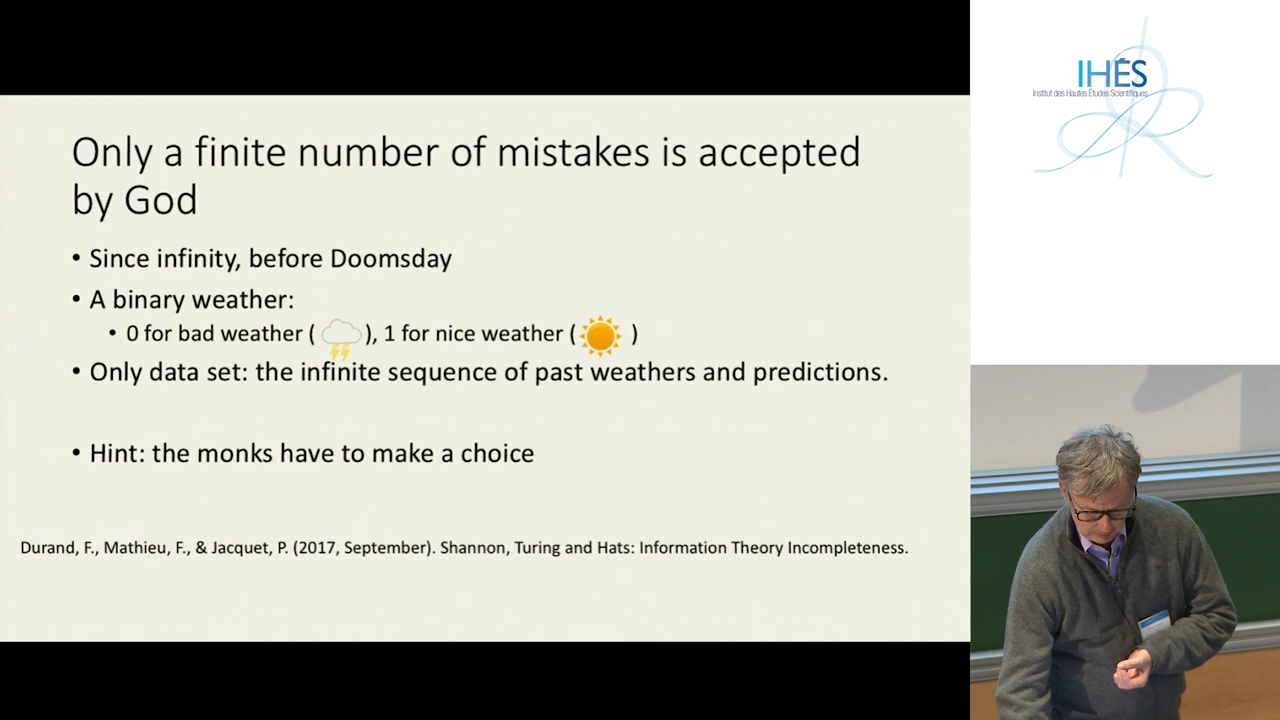 Only a finite number of mistakes is accepted
by God
• Since infinity, before Doomsday
• A binary weather:
• 0 for bad weather ( ), 1 for nice weather ( )
• Only data set: the infinite sequence of past weathers and predictions.
• Hint: the monks have to make a choice
Durand, F., Mathieu, F., & Jacquet, P. (2017, September). Shannon, Turing and Hats: Information Theory Incompleteness.
IHÉS
Institut des Hautes Études Scientifiques